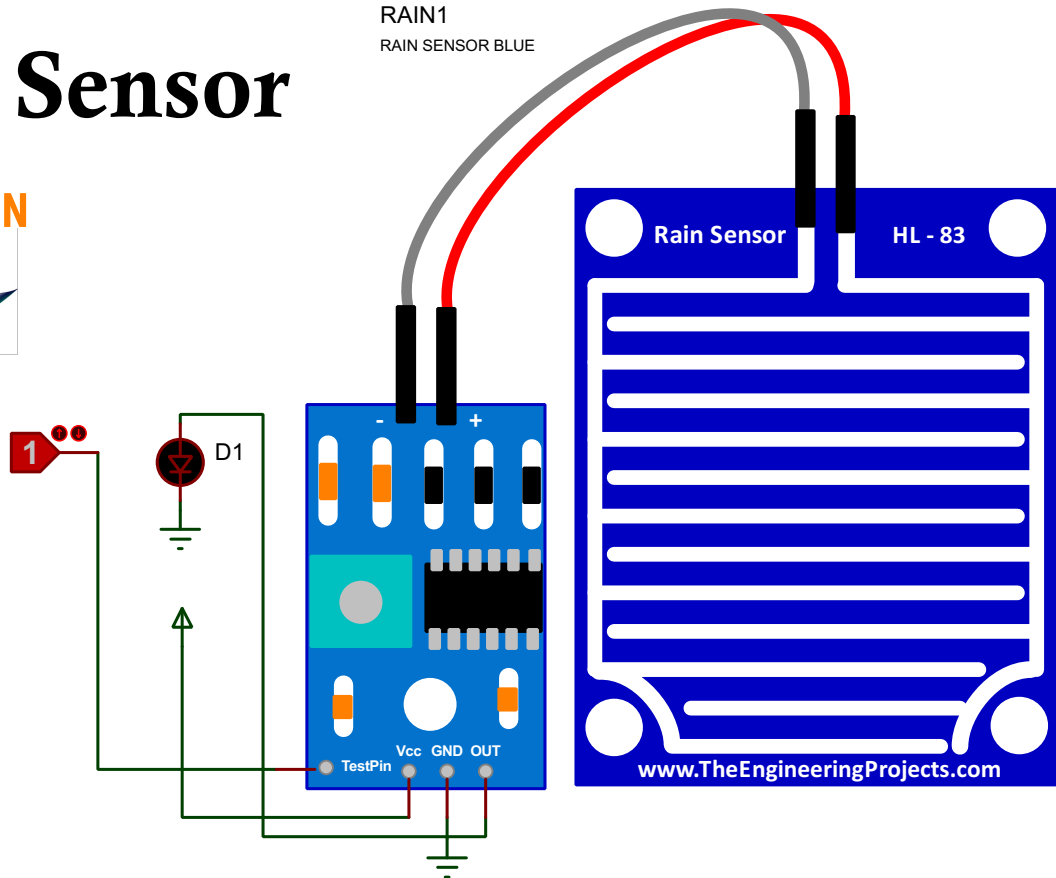 RAIN1
RAIN SENSOR BLUE
Sensor
N
Rain Sensor
HL - 83
1
D1
-
+
Vcc GND OUT
TestPin
www.TheEngineeringProjects.com